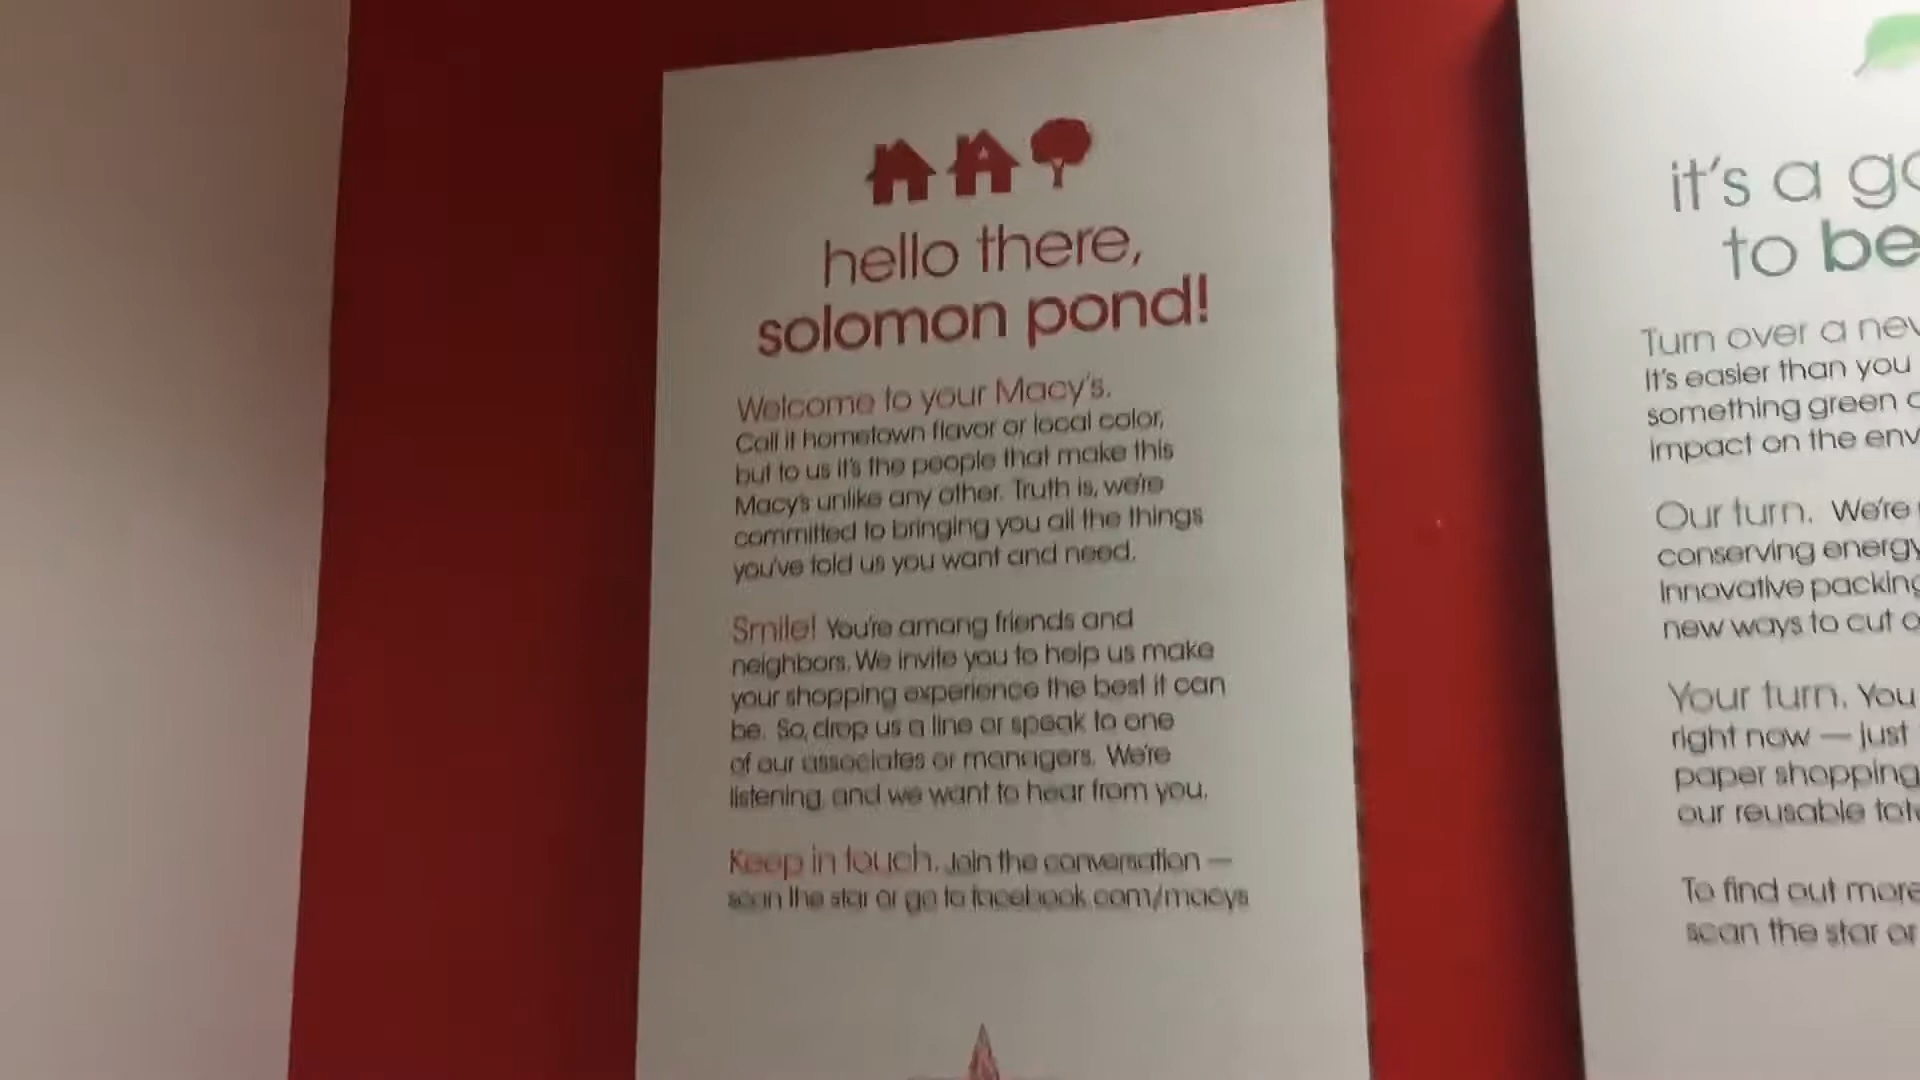 hello there,
solomon pond!
Welcome to your Macy's.
Call it hometown flavor or local color,
but to us it's the people that make this
Macy's unlike any other. Truth is, we're
committed to bringing you all the things
you've told us you want and need.
Smile! You're among friends and
neighbors. We invite you to help us make
your shopping experience the best it can
be. So, drop us a line or speak to one
of our associates or managers. We're
listening, and we want to hear from you.
Keep in touch. Join the conversation —
scan the star or go to facebook.com/macys
it's a go
to be
Turn over a new
It's easier than you
something green
impact on the env
Our turn. We're
conserving energy
innovative packing
new ways to cut
Your turn. You
right now — just
paper shopping
our reusable tot
To find out more
scan the star or